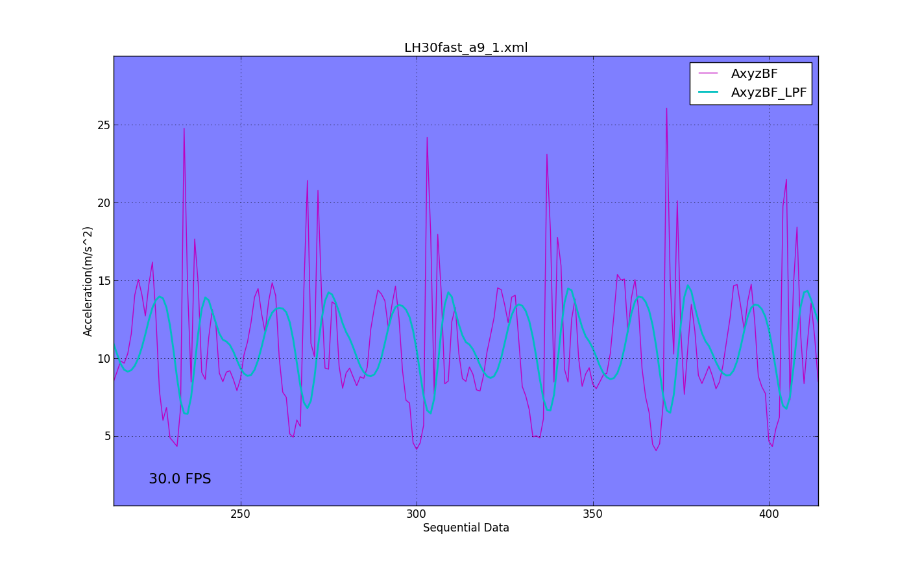 LH30fast_a9_1.xml
AxyzBF
AxyzBF_LPF
25
20
15
10
5
Acceleration(m/s^2)
30.0 FPS
250
300
350
400
Sequential Data